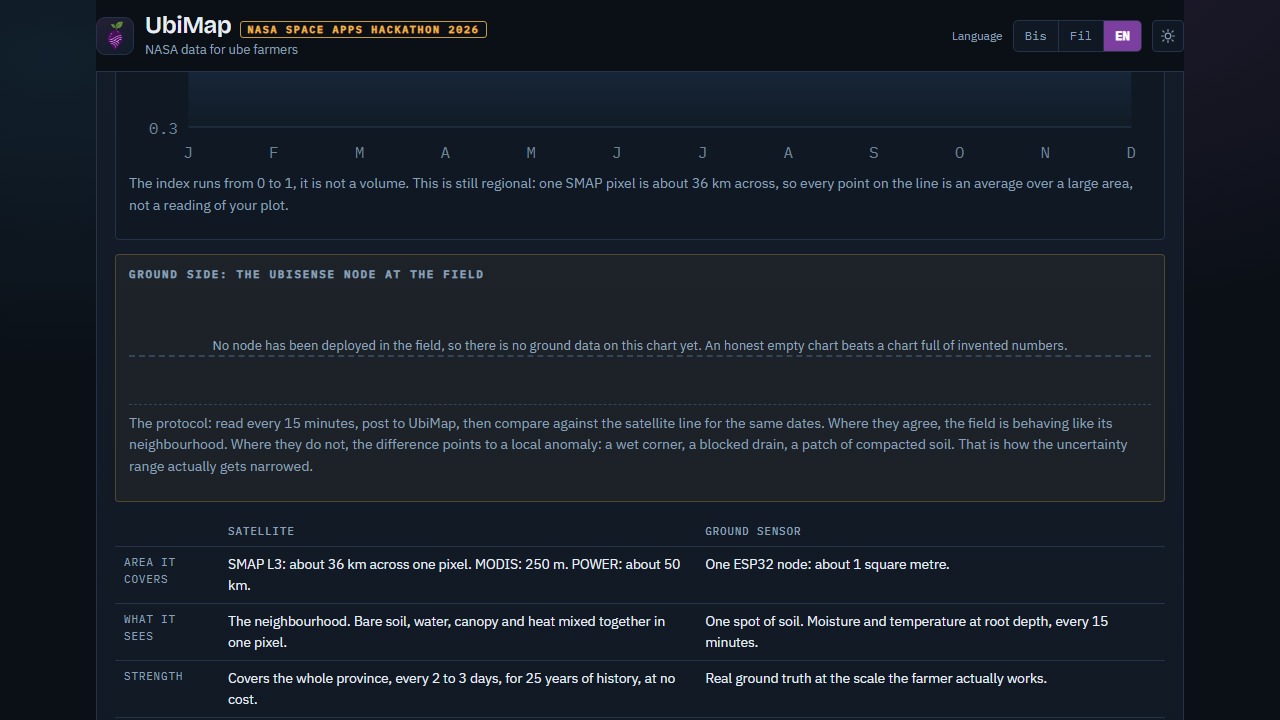 UbiMap NASA SPACE APPS HACKATHON 2026
NASA data for ube farmers
Language Bis Fil EN
0.3
J F M A M J J A S O N D
The index runs from 0 to 1, it is not a volume. This is still regional: one SMAP pixel is about 36 km across, so every point on the line is an average over a large area,
not a reading of your plot.
GROUND SIDE: THE UBISENSE NODE AT THE FIELD
No node has been deployed in the field, so there is no ground data on this chart yet. An honest empty chart beats a chart full of invented numbers.
The protocol: read every 15 minutes, post to UbiMap, then compare against the satellite line for the same dates. Where they agree, the field is behaving like its
neighbourhood. Where they do not, the difference points to a local anomaly: a wet corner, a blocked drain, a patch of compacted soil. That is how the uncertainty
range actually gets narrowed.
SATELLITE GROUND SENSOR
AREA IT
COVERS
SMAP L3: about 36 km across one pixel. MODIS: 250 m. POWER: about 50
km.
One ESP32 node: about 1 square metre.
WHAT IT
SEES
The neighbourhood. Bare soil, water, canopy and heat mixed together in
one pixel.
One spot of soil. Moisture and temperature at root depth, every 15
minutes.
STRENGTH
Covers the whole province, every 2 to 3 days, for 25 years of history, at no
cost.
Real ground truth at the scale the farmer actually works.